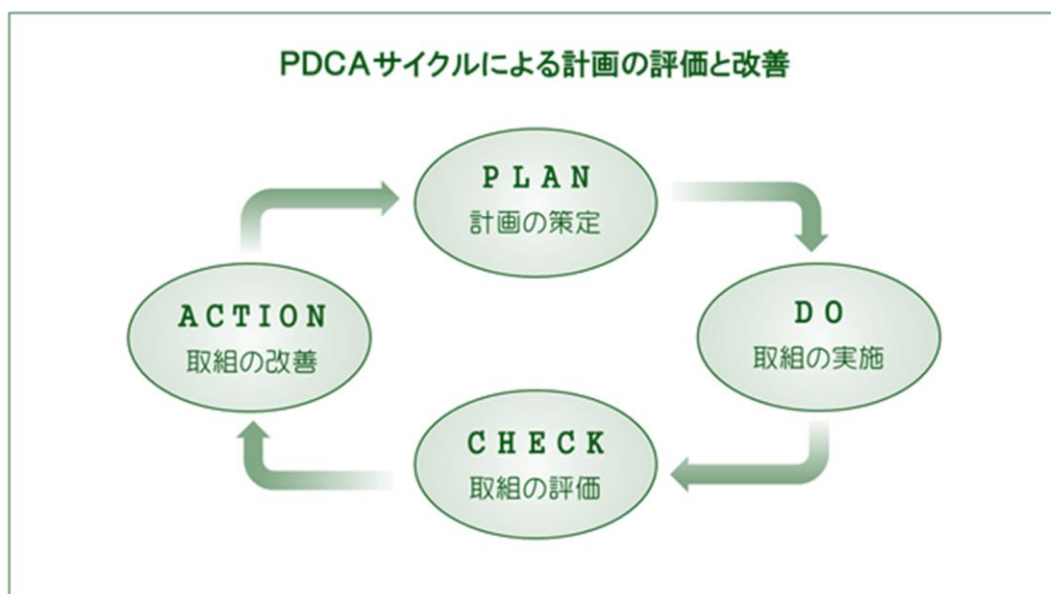 PDCAサイクルによる計画の評価と改善
PLAN
計画の策定
DO
取組の実施
CHECK
取組の評価
ACTION
取組の改善